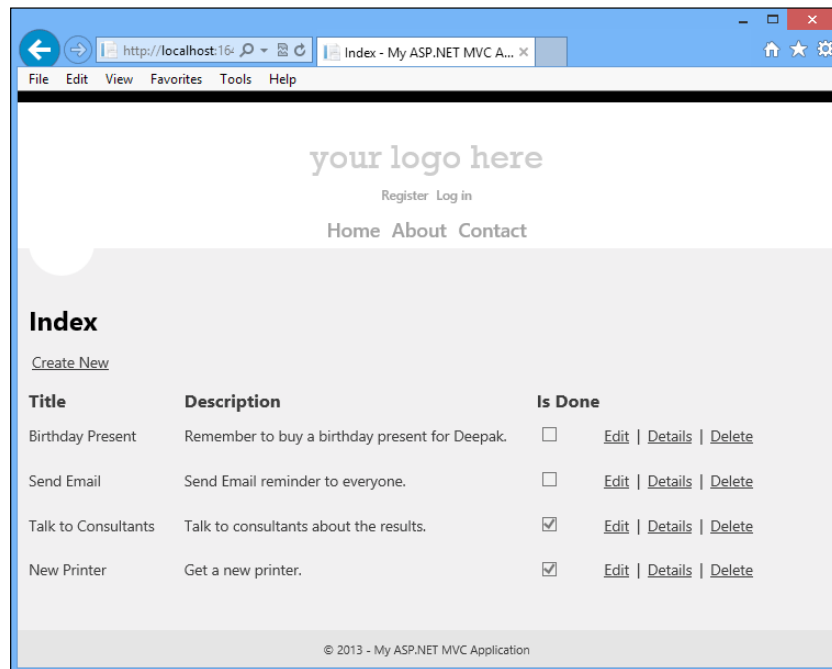 http://localhost:164
Index - My ASP.NET MVC A...
File Edit View Favorites Tools Help
your logo here
Register Log in
Home About Contact
Index
Create New
Title Description Is Done
Birthday Present Remember to buy a birthday present for Deepak. Edit | Details | Delete
Send Email Send Email reminder to everyone. Edit | Details | Delete
Talk to Consultants Talk to consultants about the results. Edit | Details | Delete
New Printer Get a new printer. Edit | Details | Delete
© 2013 - My ASP.NET MVC Application